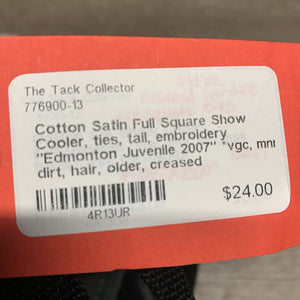 The Tack Collector
776900-13
Cotton Satin Full Square Show
Cooler, ties, tail, embroidery
"Edmonton Juvenile 2007" *vgc, mnr
dirt, hair, older, creased
$24.00
4R13UR